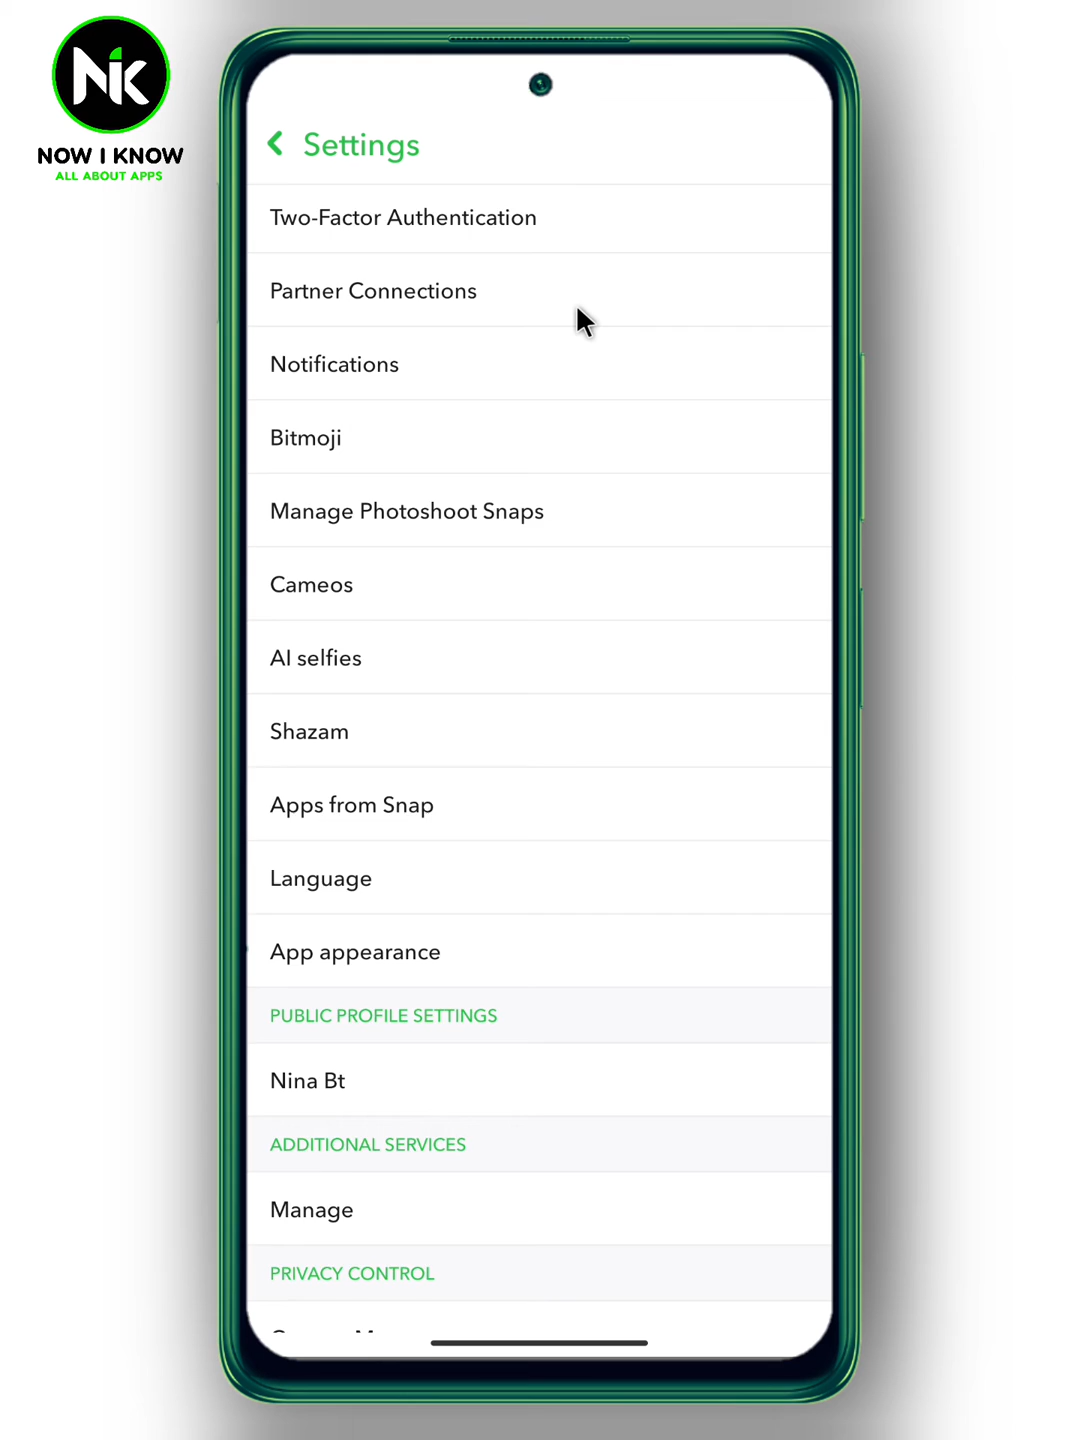 NiK
NOW I KNOW
ALL ABOUT APPS
Settings
Two-Factor Authentication
Partner Connections
Notifications
Bitmoji
Manage Photoshoot Snaps
Cameos
AI selfies
Shazam
Apps from Snap
Language
App appearance
PUBLIC PROFILE SETTINGS
Nina Bt
ADDITIONAL SERVICES
Manage
PRIVACY CONTROL